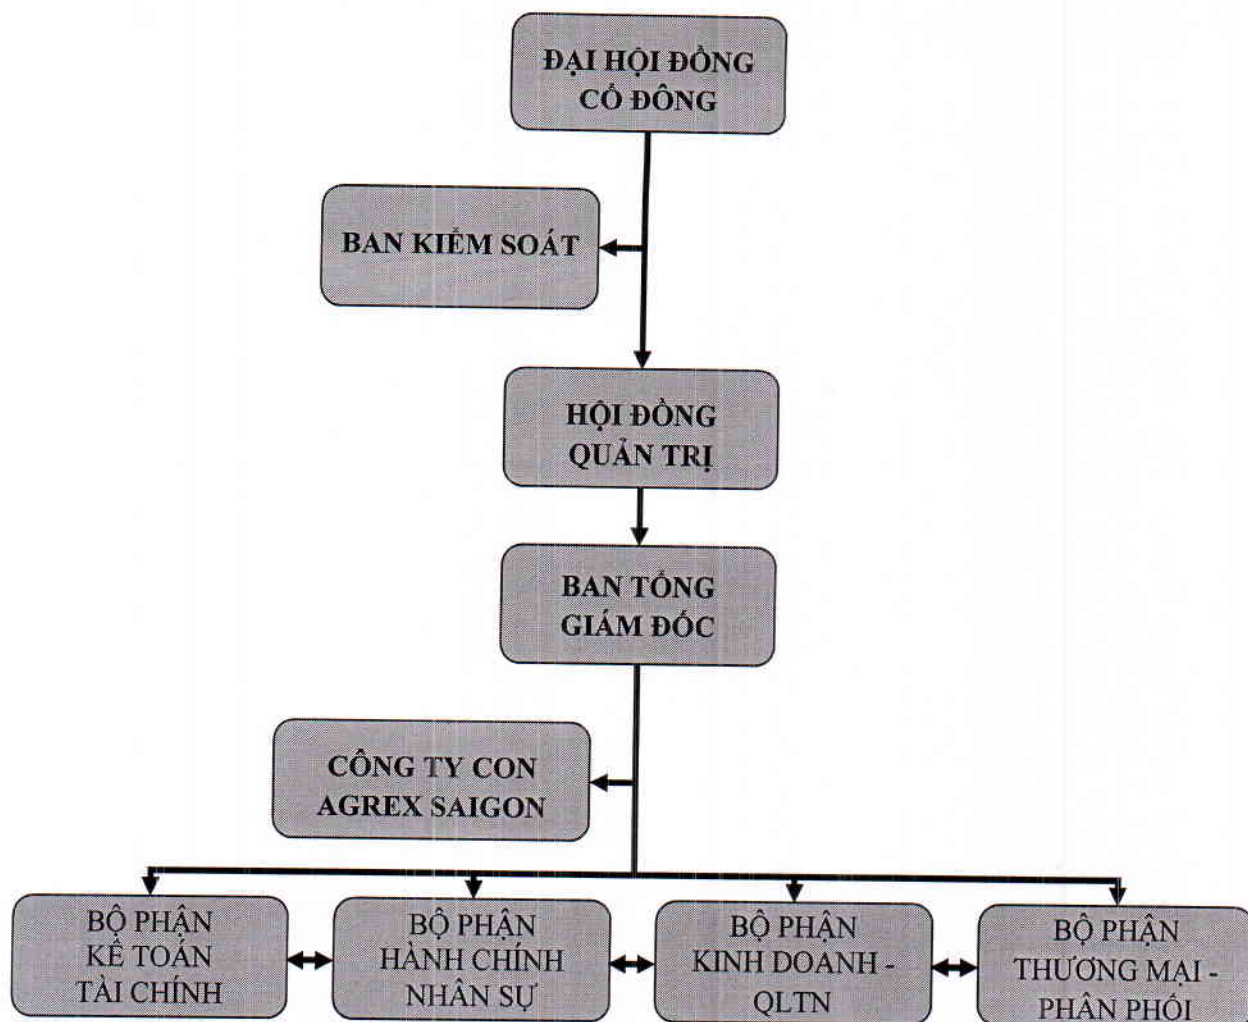 ĐẠI HỘI ĐỒNG
CỔ ĐÔNG
BAN KIỂM SOÁT
HỘI ĐỒNG
QUẢN TRỊ
BAN TỔNG
GIÁM ĐỐC
CÔNG TY CON
AGREX SAIGON
BỘ PHẬN
KẾ TOÁN
TÀI CHÍNH
BỘ PHẬN
HÀNH CHÍNH
NHÂN SỰ
BỘ PHẬN
KINH DOANH -
QLTN
BỘ PHẬN
THƯƠNG MẠI -
PHÂN PHỐI